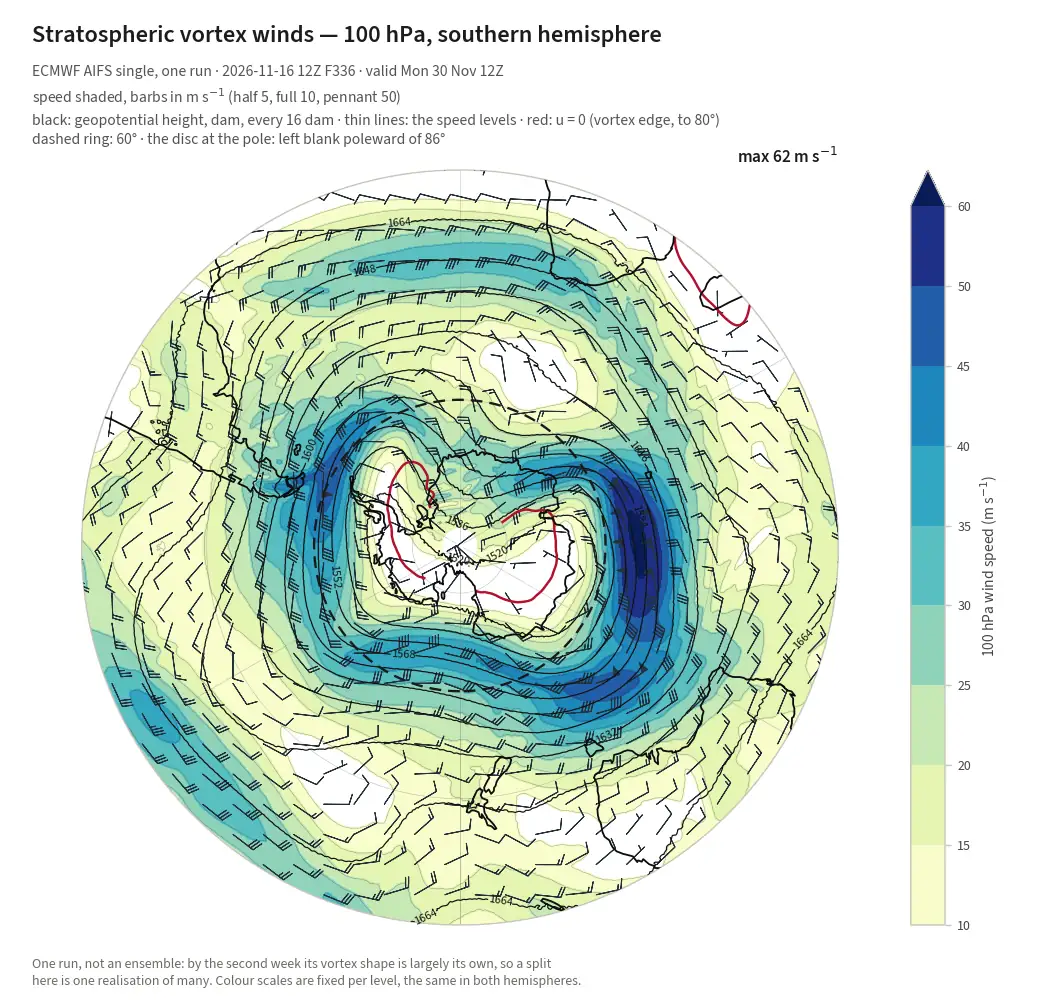 Stratospheric vortex winds — 100 hPa, southern hemisphere
ECMWF AIFS single, one run · 2026-11-16 12Z F336 · valid Mon 30 Nov 12Z
speed shaded, barbs in m s⁻¹ (half 5, full 10, pennant 50)
black: geopotential height, dam, every 16 dam · thin lines: the speed levels · red: u = 0 (vortex edge, to 80°)
dashed ring: 60° · the disc at the pole: left blank poleward of 86°
max 62 m s⁻¹
1664
1648
1600
1536
1520
1520
1552
1568
1632
1664
1664
1664
60
50
45
40
35
30
25
20
15
10
100 hPa wind speed (m s⁻¹)
One run, not an ensemble: by the second week its vortex shape is largely its own, so a split
here is one realisation of many. Colour scales are fixed per level, the same in both hemispheres.